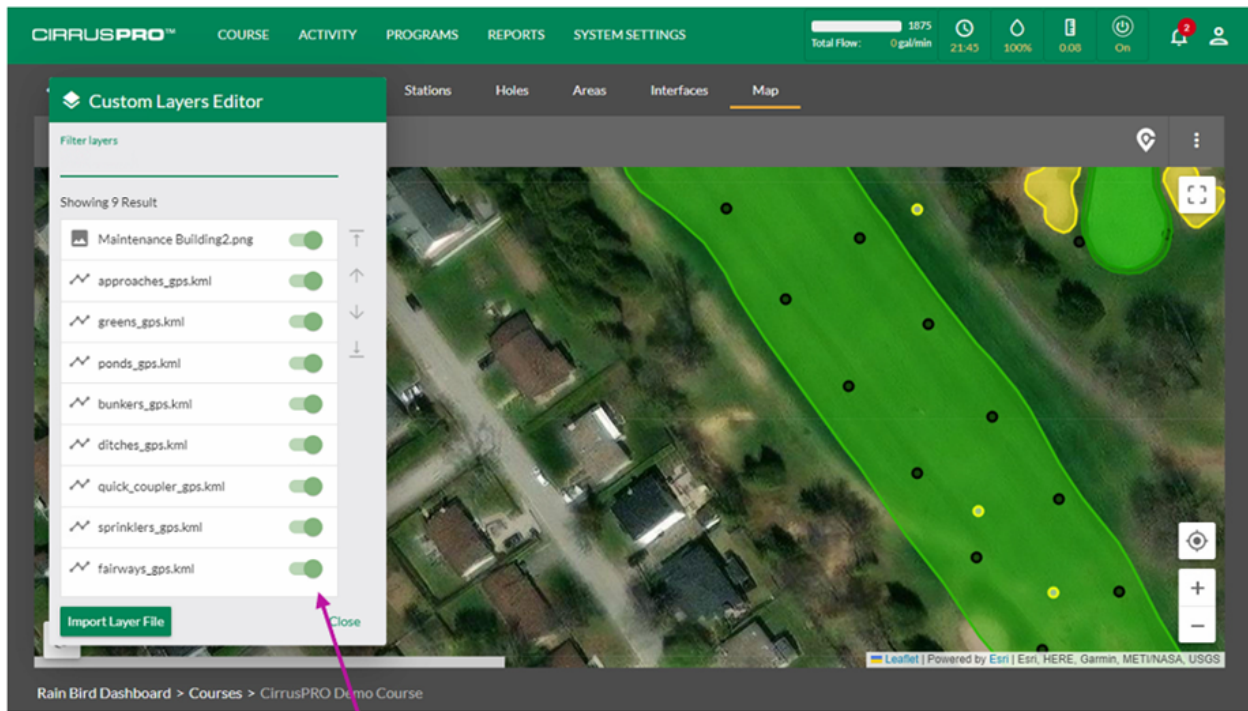 CIRRUSPRO™ COURSE ACTIVITY PROGRAMS REPORTS SYSTEM SETTINGS
1875
Total Flow: 0 gal/min
21:45
100%
0.08
On
2
Custom Layers Editor
Stations Holes Areas Interfaces Map
Filter layers
Showing 9 Result
Maintenance Building2.png
approaches_gps.kml
greens_gps.kml
ponds_gps.kml
bunkers_gps.kml
ditches_gps.kml
quick_coupler_gps.kml
sprinklers_gps.kml
fairways_gps.kml
Import Layer File
Close
+
−
Leaflet | Powered by Esri | Esri, HERE, Garmin, METI/NASA, USGS
Rain Bird Dashboard > Courses > CirrusPRO Demo Course